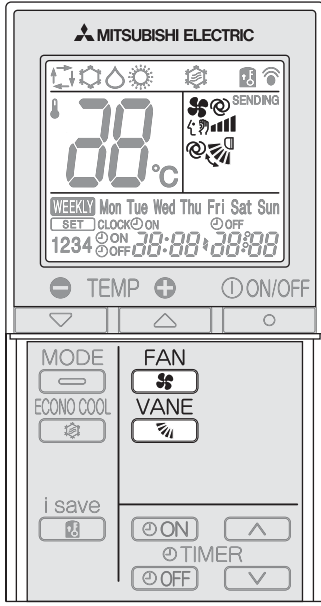 MITSUBISHI ELECTRIC
SENDING
88°C
WEEKLY Mon Tue Wed Thu Fri Sat Sun
SET CLOCK ON OFF
1234 ON OFF 88:88 88:88
TEMP ON/OFF
MODE FAN
ECONO COOL VANE
i save
ON
TIMER
OFF